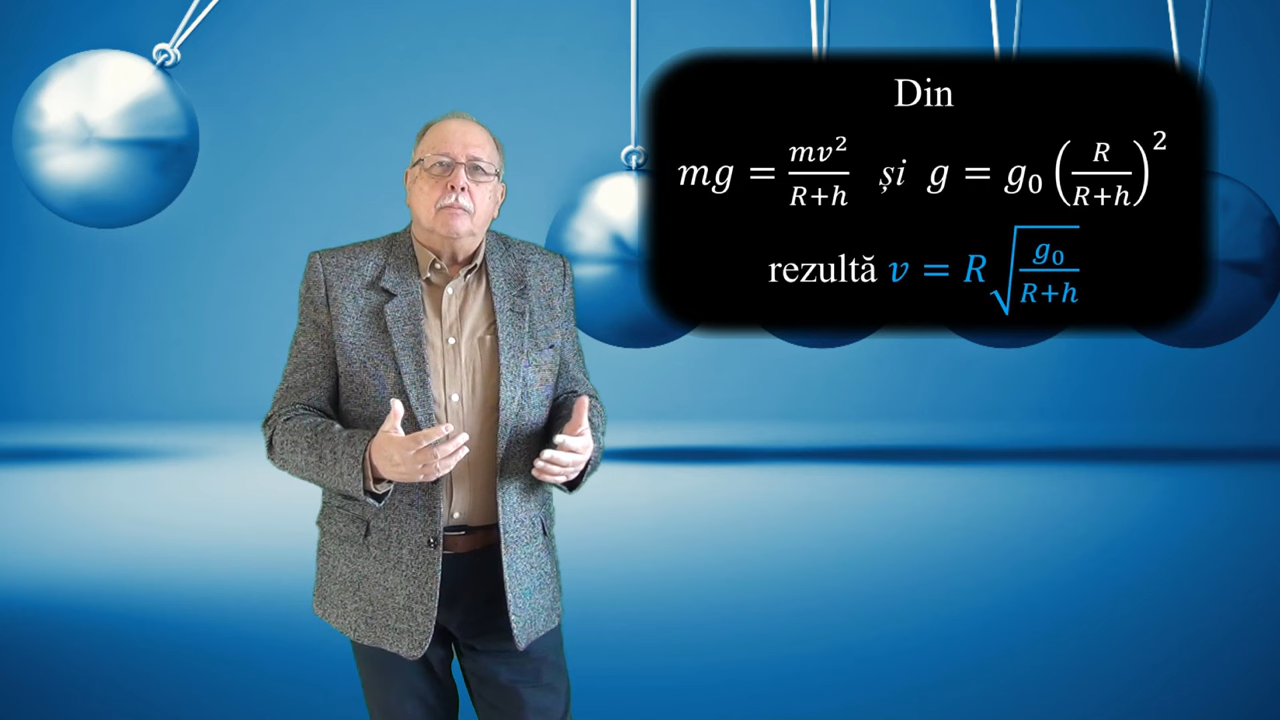 Din
mg = mv²/(R+h) și g = g₀ (R/(R+h))²
rezultă v = R √(g₀/(R+h))